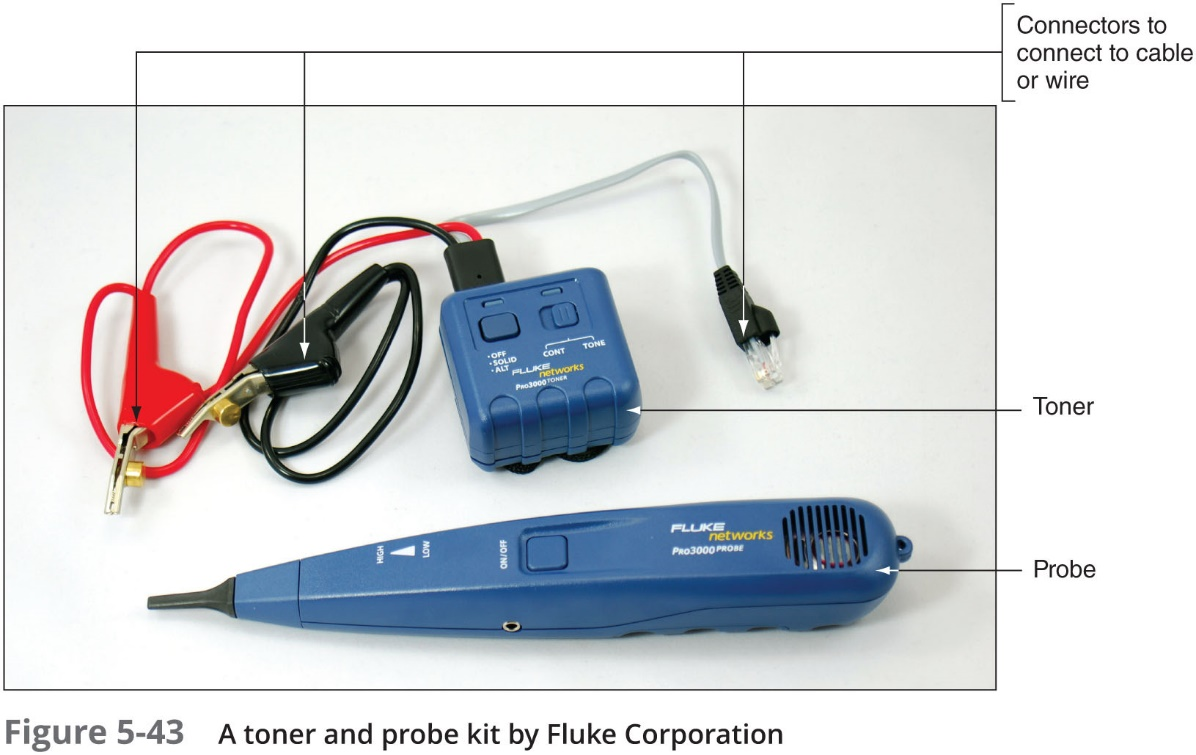 Connectors to
connect to cable
or wire
•OFF
•SOLID
•ALT
CONT
TONE
FLUKE
networks
PRO3000 TONER
Toner
HIGH
LOW
ON/OFF
FLUKE
networks
PRO3000 PROBE
Probe
Figure 5-43 A toner and probe kit by Fluke Corporation